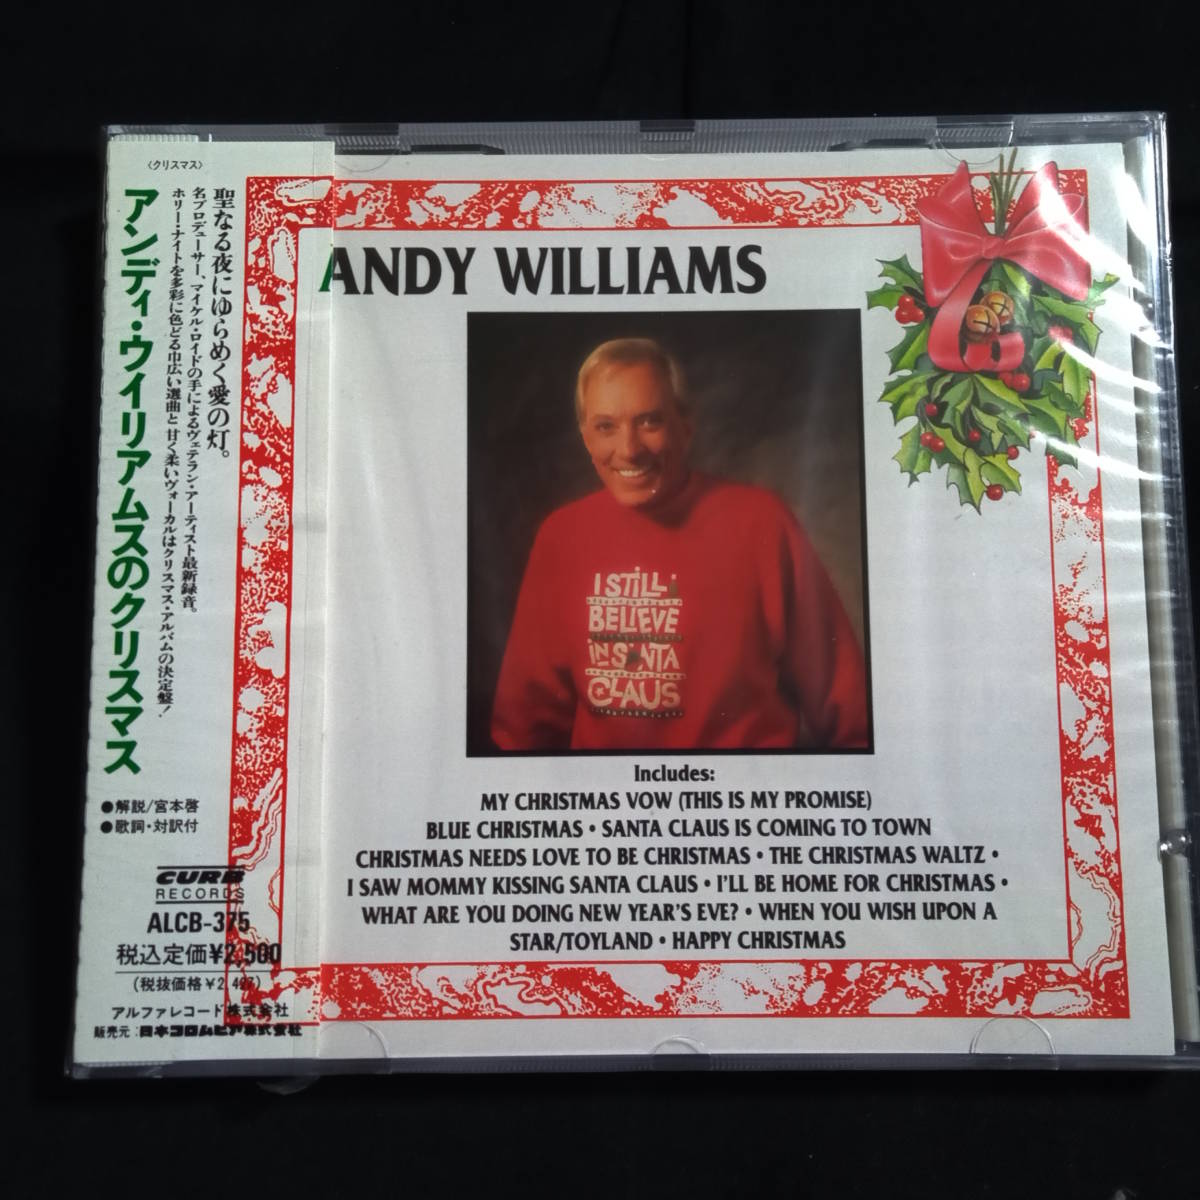 〈クリスマス〉
聖なる夜にゆらめく愛の灯。
名プロデューサー、マイケル・ロイドの手によるヴェテラン・アーティスト最新録音。
ホリー・ナイトを多彩に色どる巾広い選曲と甘く柔いヴォーカルはクリスマス・アルバムの決定盤!
アンディ・ウイリアムスのクリスマス
●解説/宮本啓
●歌詞・対訳付
CURB
RECORDS
ALCB-375
税込定価¥2,500
(税抜価格¥2,427)
アルファレコード株式会社
販売元:日本コロムビア株式会社
ANDY WILLIAMS
I STILL
BELIEVE
IN SANTA
CLAUS
Includes:
MY CHRISTMAS VOW (THIS IS MY PROMISE)
BLUE CHRISTMAS • SANTA CLAUS IS COMING TO TOWN
CHRISTMAS NEEDS LOVE TO BE CHRISTMAS • THE CHRISTMAS WALTZ •
I SAW MOMMY KISSING SANTA CLAUS • I'LL BE HOME FOR CHRISTMAS •
WHAT ARE YOU DOING NEW YEAR'S EVE? • WHEN YOU WISH UPON A
STAR/TOYLAND • HAPPY CHRISTMAS